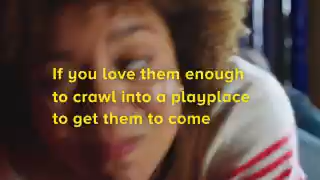 If you love them enough
to crawl into a playplace
to get them to come